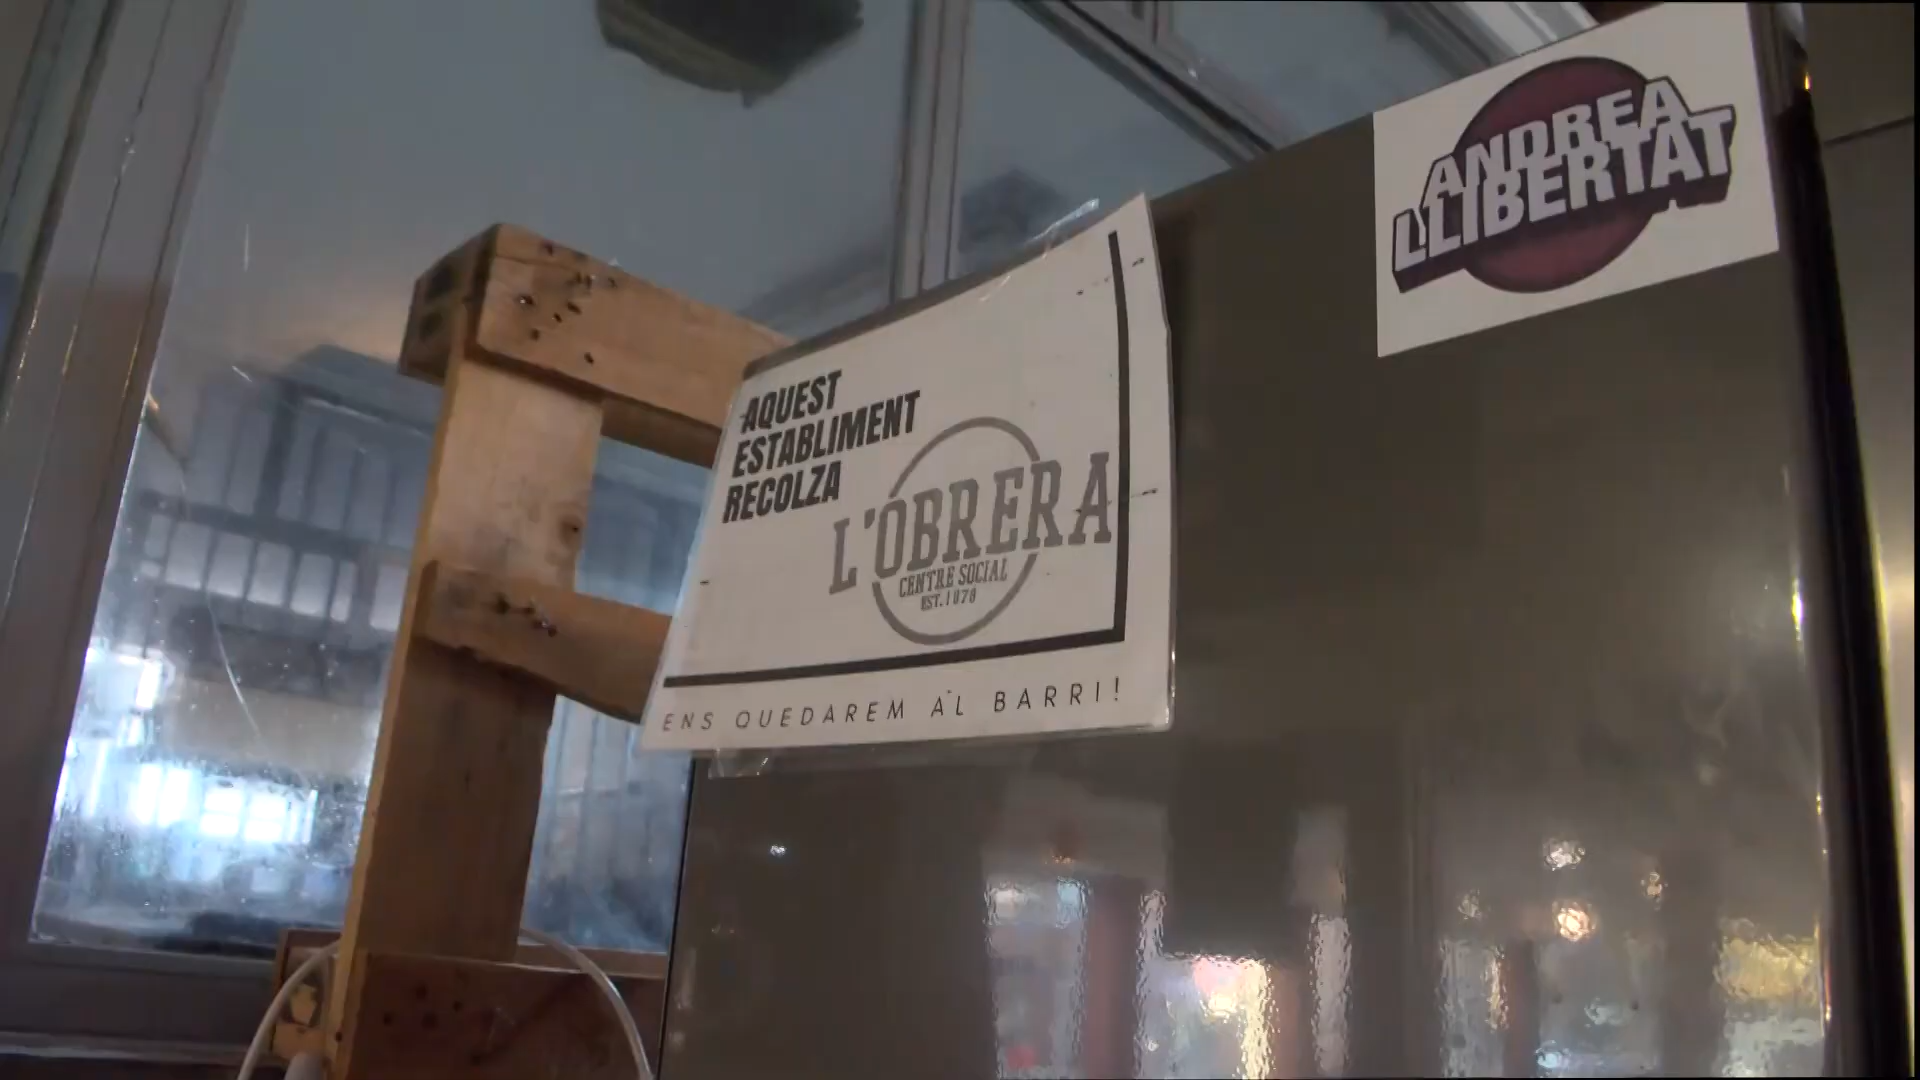 AQUEST
ESTABLIMENT
RECOLZA
L'OBRERA
CENTRE SOCIAL
EST. 1878
ENS QUEDAREM AL BARRI!
ANDREA
LLIBERTAT